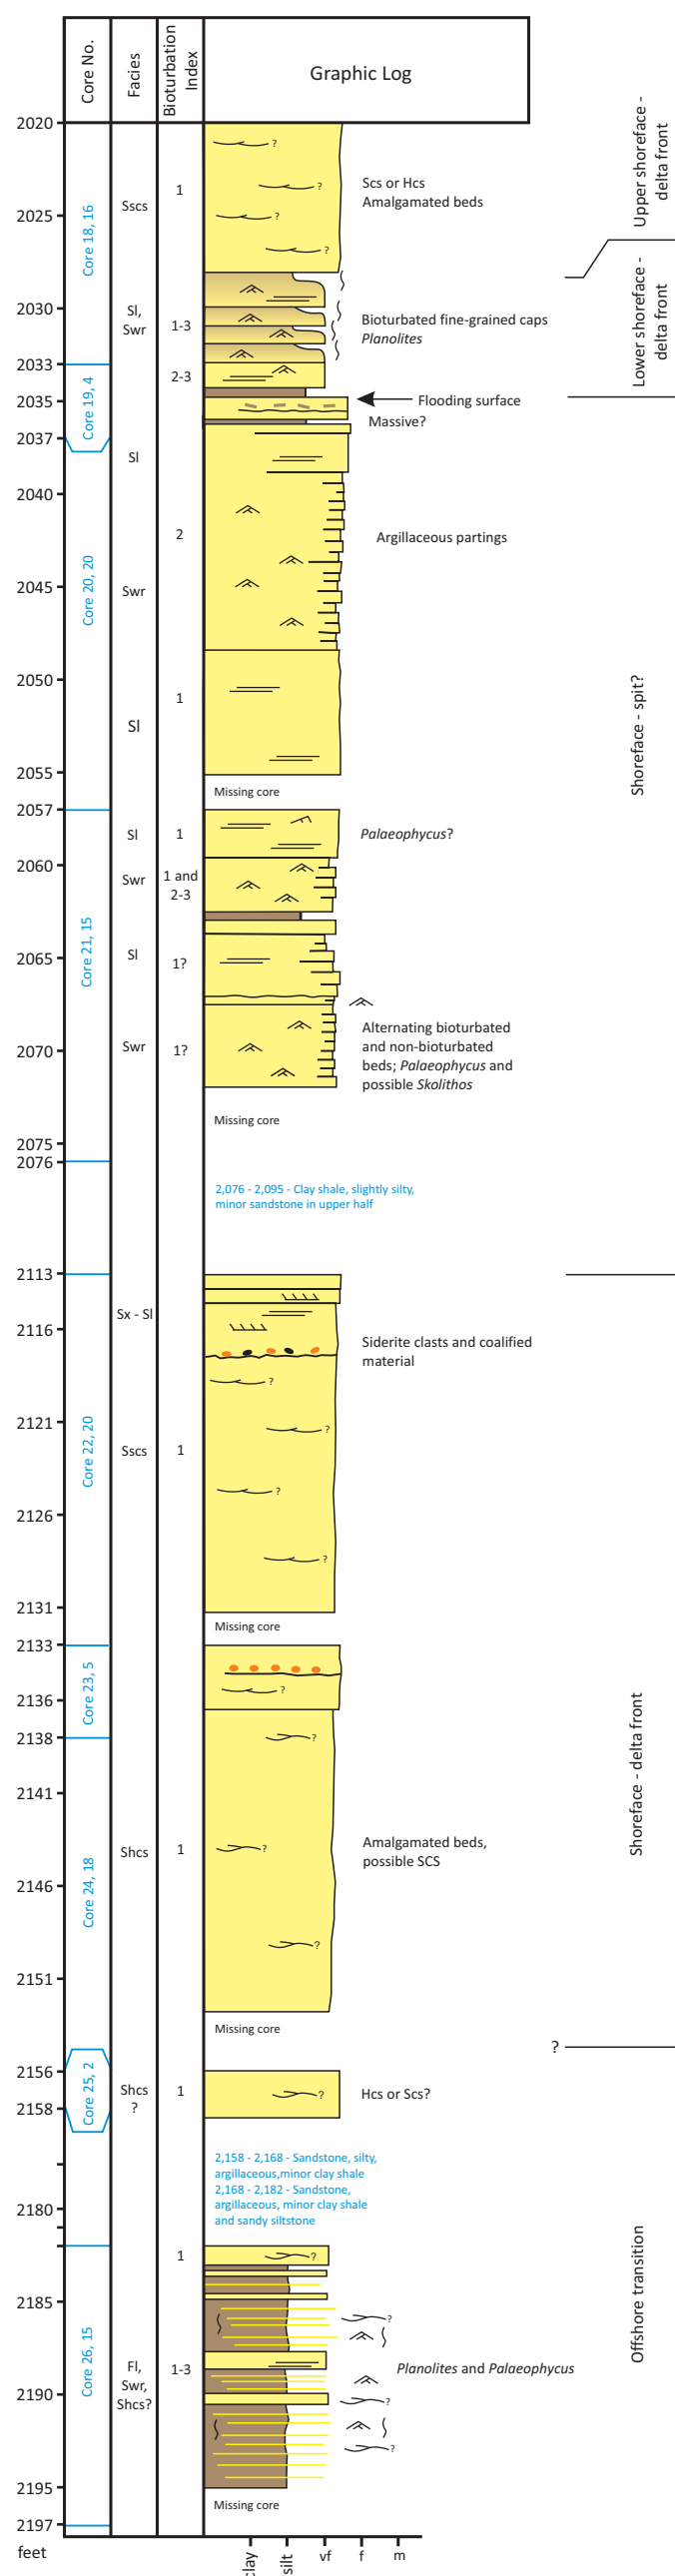 Core No.
Facies
Bioturbation
Index
Graphic Log
2020
2025
2030
2033
2035
2037
2040
2045
2050
2055
2057
2060
2065
2070
2075
2076
2113
2116
2121
2126
2131
2133
2136
2138
2141
2146
2151
2156
2158
2180
2185
2190
2195
2197
feet
Core 18, 16
Core 19, 4
Core 20, 20
Core 21, 15
Core 22, 20
Core 23, 5
Core 24, 18
Core 25, 2
Core 26, 15
Sscs
Sl,
Swr
Sl
Swr
Sl
Sl
Swr
Sl
Swr
Sx - Sl
Sscs
Shcs
Shcs
?
Fl,
Swr,
Shcs?
1
1-3
2-3
2
1
1
1 and
2-3
1?
1?
1
1
1
1
1-3
?
?
?
?
Scs or Hcs
Amalgamated beds
Bioturbated fine-grained caps
Planolites
Flooding surface
Massive?
Argillaceous partings
Missing core
Palaeophycus?
Alternating bioturbated
and non-bioturbated
beds; Palaeophycus and
possible Skolithos
Missing core
2,076 - 2,095 - Clay shale, slightly silty,
minor sandstone in upper half
Siderite clasts and coalified
material
?
?
?
?
Missing core
?
?
?
?
Amalgamated beds,
possible SCS
Missing core
?
Hcs or Scs?
2,158 - 2,168 - Sandstone, silty,
argillaceous,minor clay shale
2,168 - 2,182 - Sandstone,
argillaceous, minor clay shale
and sandy siltstone
?
?
Planolites and Palaeophycus
?
?
Missing core
clay
silt
vf
f
m
Upper shoreface -
delta front
Lower shoreface -
delta front
Shoreface - spit?
Shoreface - delta front
?
Offshore transition